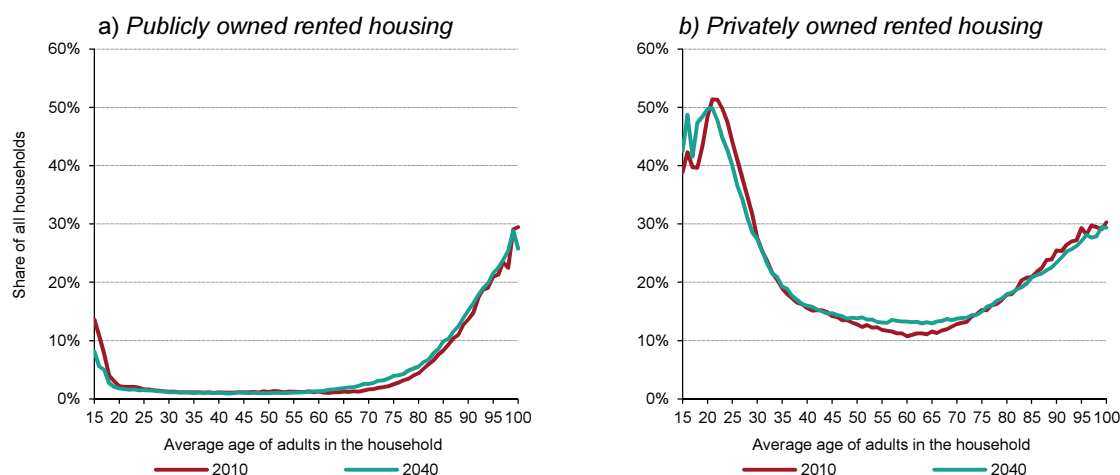 a) Publicly owned rented housing
60%
50%
40%
30%
20%
10%
0%
Share of all households
15 20 25 30 35 40 45 50 55 60 65 70 75 80 85 90 95 100
Average age of adults in the household
2010 2040
b) Privately owned rented housing
60%
50%
40%
30%
20%
10%
0%
15 20 25 30 35 40 45 50 55 60 65 70 75 80 85 90 95 100
Average age of adults in the household
2010 2040